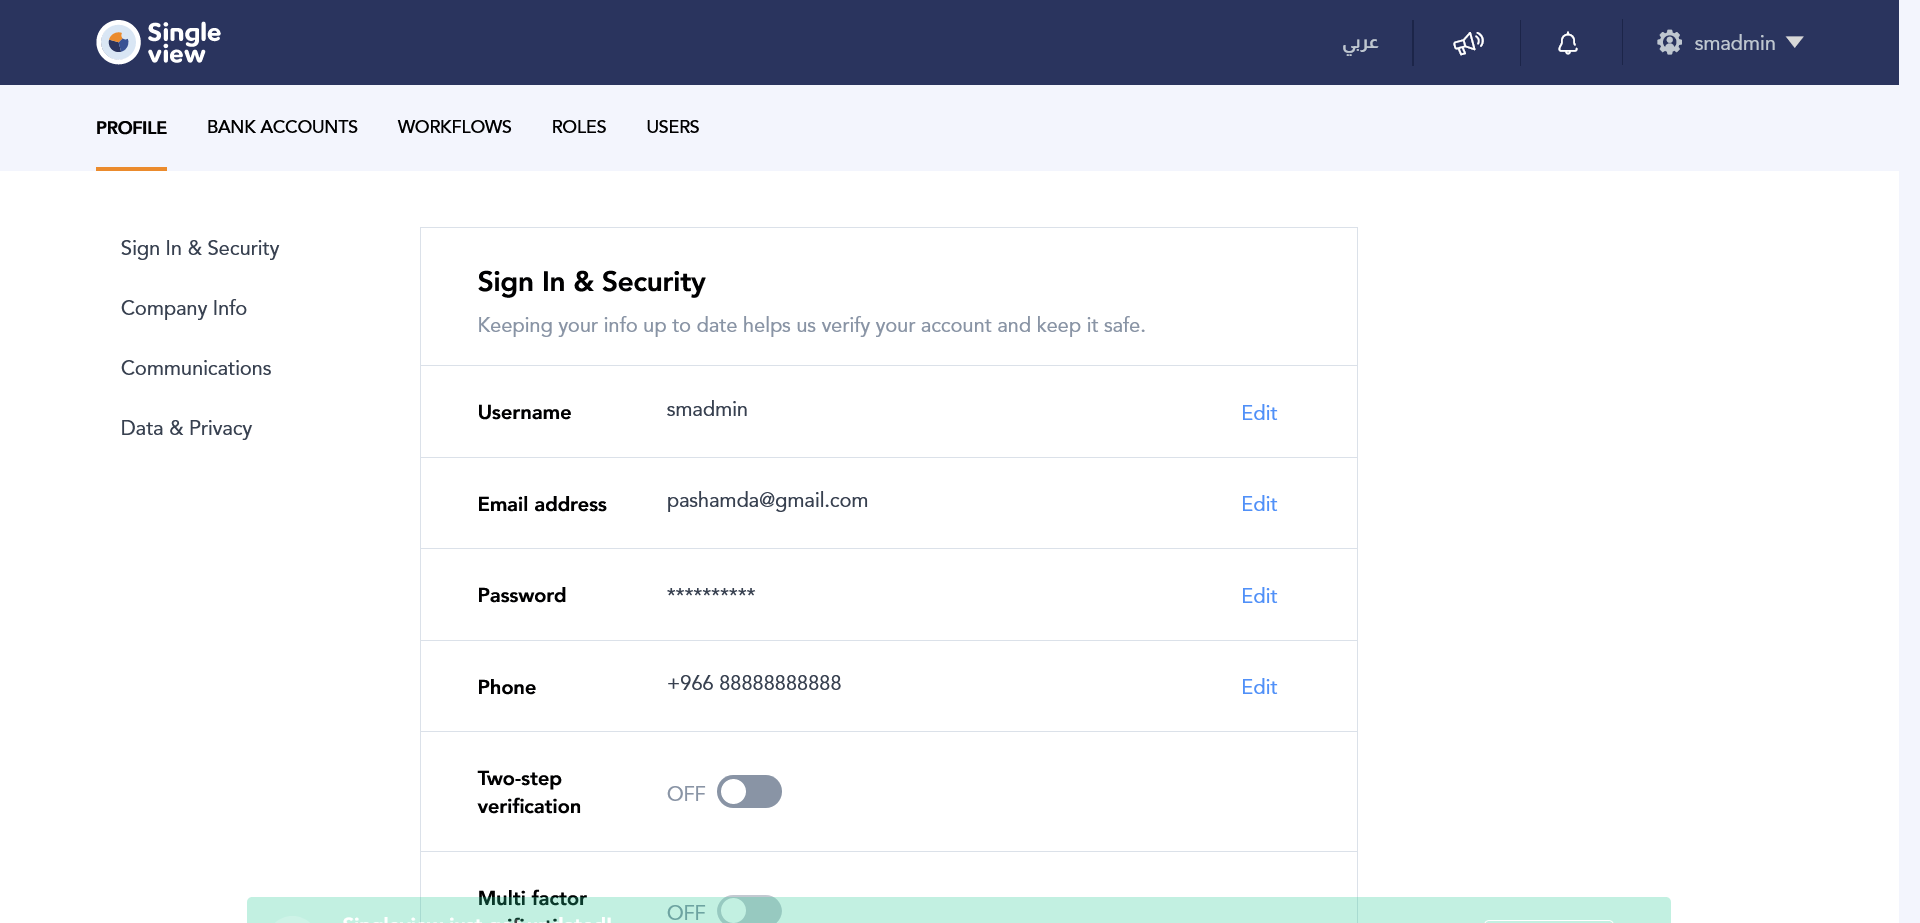 Single
view
عربي
smadmin
PROFILE
BANK ACCOUNTS
WORKFLOWS
ROLES
USERS
Sign In & Security
Company Info
Communications
Data & Privacy
Sign In & Security
Keeping your info up to date helps us verify your account and keep it safe.
Username
smadmin
Edit
Email address
pashamda@gmail.com
Edit
Password
**********
Edit
Phone
+966 88888888888
Edit
Two-step
verification
OFF
Multi factor
OFF